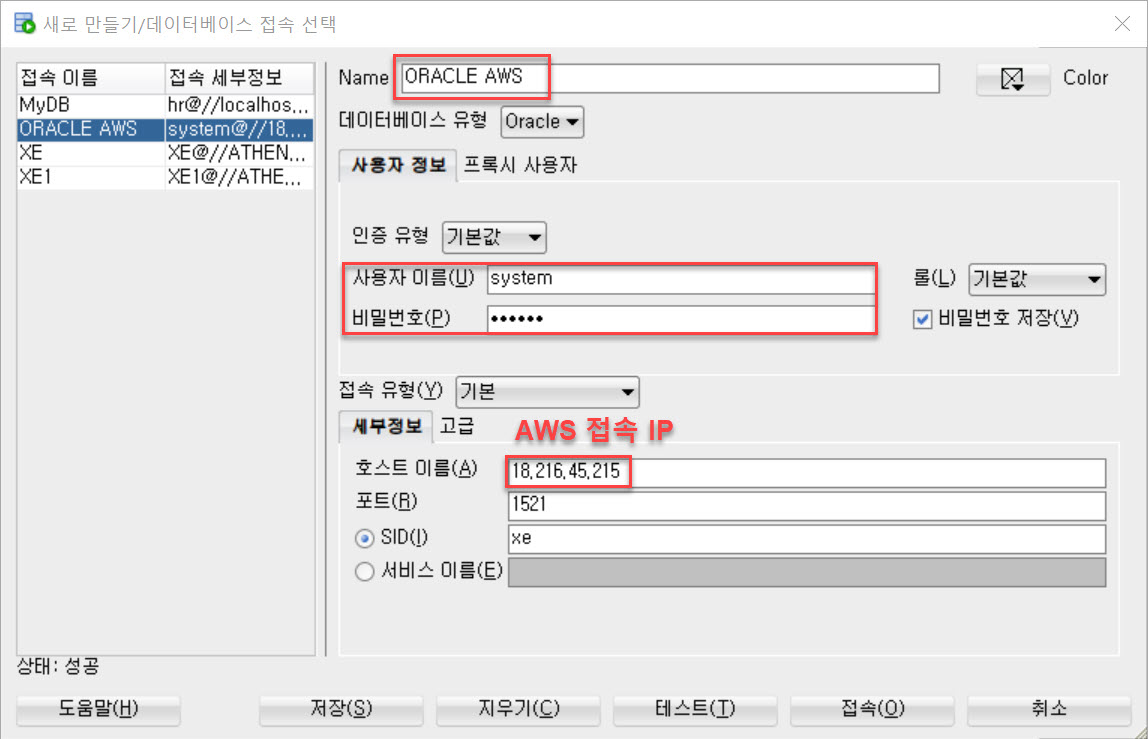 새로 만들기/데이터베이스 접속 선택
접속 이름 접속 세부정보
MyDB hr@//localhos,,,
ORACLE AWS system@//18,,,,
XE XE@//ATHEN,,,
XE1 XE1@//ATHE,,,
Name ORACLE AWS Color
데이터베이스 유형 Oracle
사용자 정보 프록시 사용자
인증 유형 기본값
사용자 이름(U) system 롤(L) 기본값
비밀번호(P) •••••• 비밀번호 저장(V)
접속 유형(Y) 기본
세부정보 고급 AWS 접속 IP
호스트 이름(A) 18,216,45,215
포트(R) 1521
SID(I) xe
서비스 이름(E)
상태: 성공
도움말(H) 저장(S) 지우기(C) 테스트(T) 접속(O) 취소